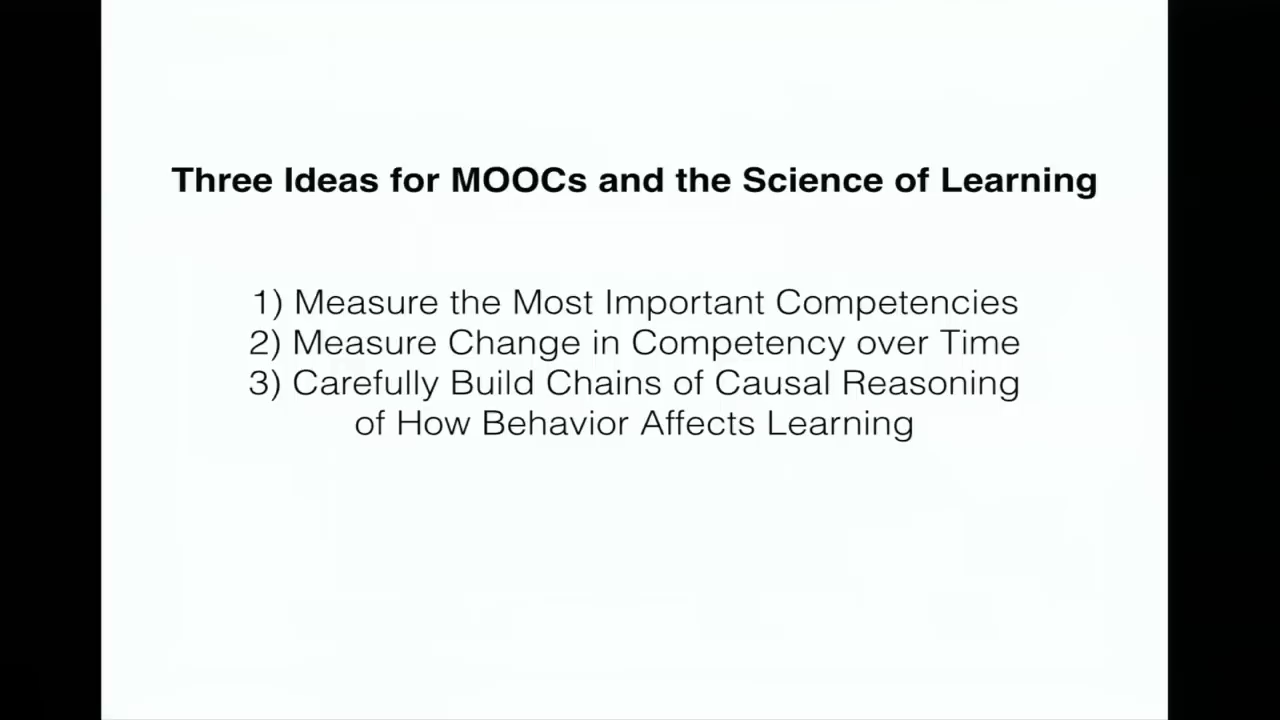 Three Ideas for MOOCs and the Science of Learning
1) Measure the Most Important Competencies
2) Measure Change in Competency over Time
3) Carefully Build Chains of Causal Reasoning
of How Behavior Affects Learning